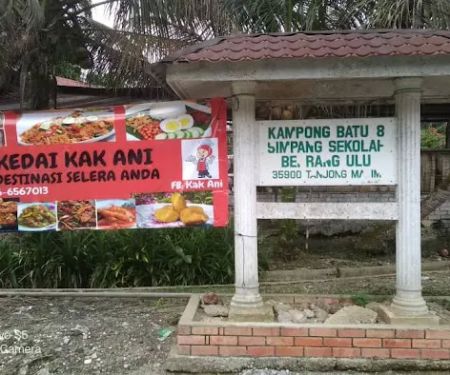 KEDAI KAK ANI
DESTINASI SELERA ANDA
6567013
FB. Kak Ani
KAMPONG BATU 8
SIMPANG SEKOLAH
BE RANG ULU
35900 TANJONG MA IM
Camera